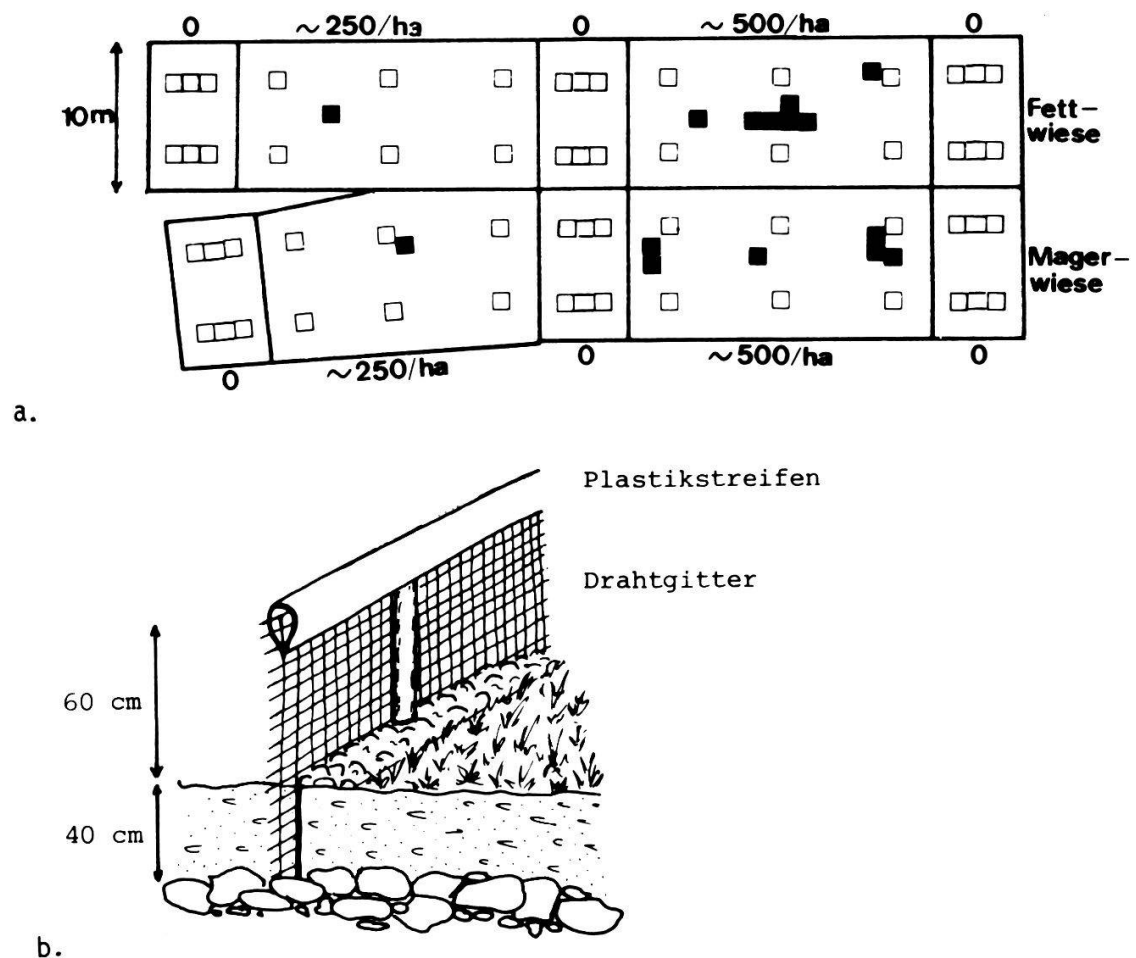 0 ~250/ha 0 ~500/ha 0
10m
Fett-
wiese
Mager-
wiese
0 ~250/ha 0 ~500/ha 0
a.
Plastikstreifen
Drahtgitter
60 cm
40 cm
b.